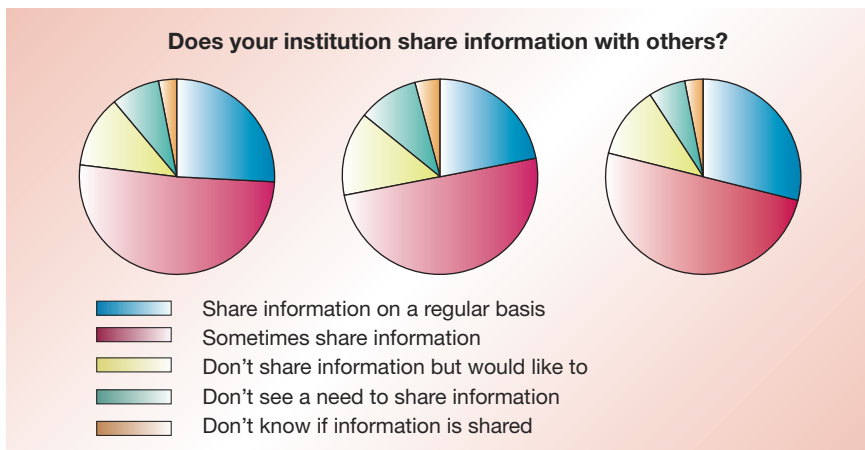 Does your institution share information with others?
Share information on a regular basis
Sometimes share information
Don't share information but would like to
Don't see a need to share information
Don't know if information is shared